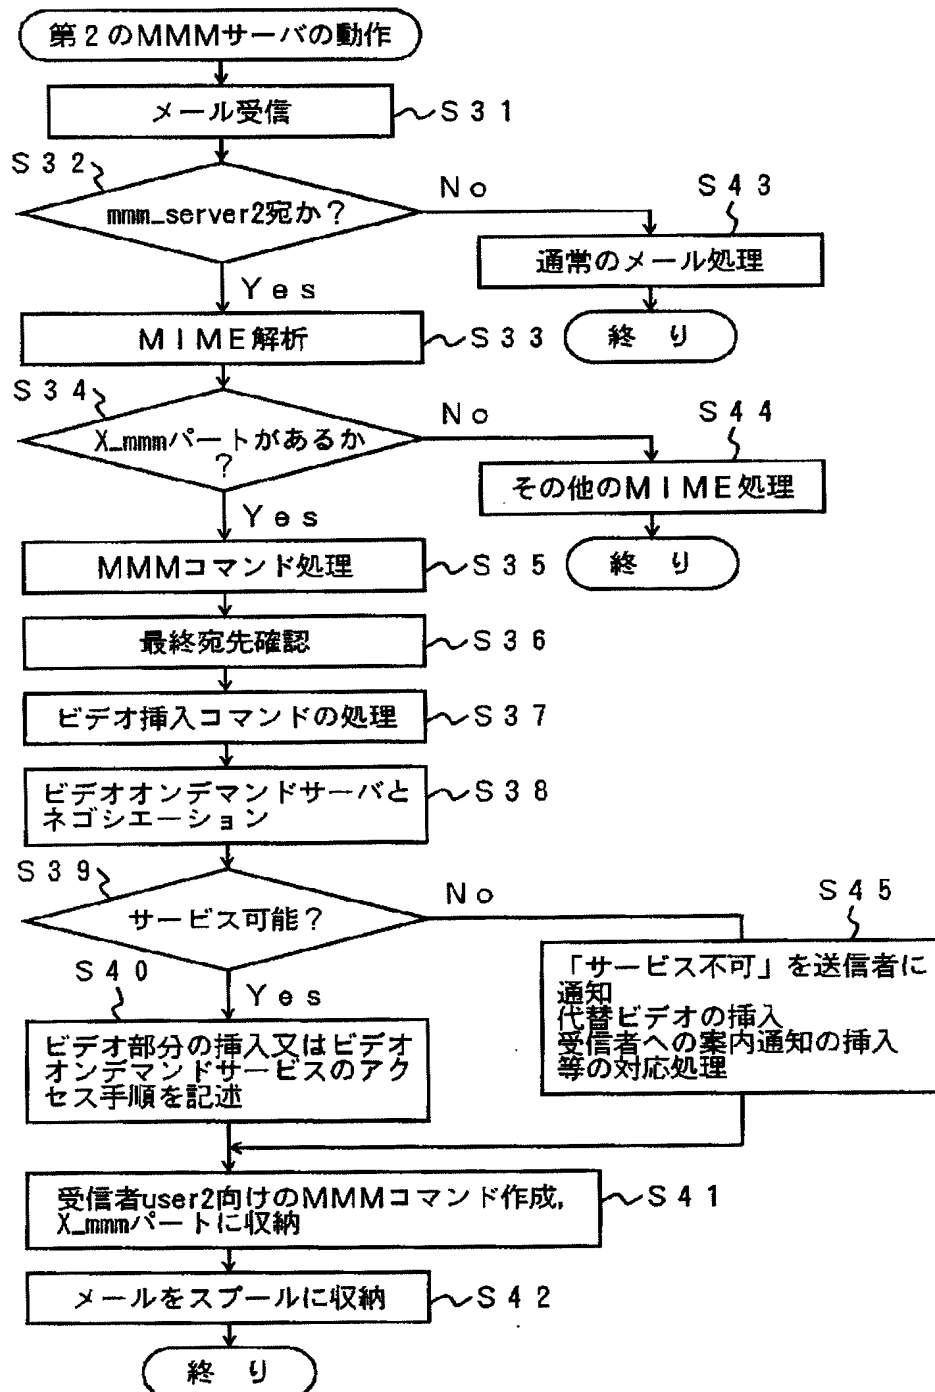 第2のMMMサーバの動作
メール受信
S31
S32
mmm_server2宛か？
No
S43
通常のメール処理
終り
Yes
MIME解析
S33
S34
X_mmmパートがあるか
？
No
S44
その他のMIME処理
終り
Yes
MMMコマンド処理
S35
最終宛先確認
S36
ビデオ挿入コマンドの処理
S37
ビデオオンデマンドサーバと
ネゴシエーション
S38
S39
サービス可能？
No
S45
「サービス不可」を送信者に
通知
代替ビデオの挿入
受信者への案内通知の挿入
等の対応処理
S40
Yes
ビデオ部分の挿入又はビデオ
オンデマンドサービスのアク
セス手順を記述
受信者user2向けのMMMコマンド作成,
X_mmmパートに収納
S41
メールをスプールに収納
S42
終り